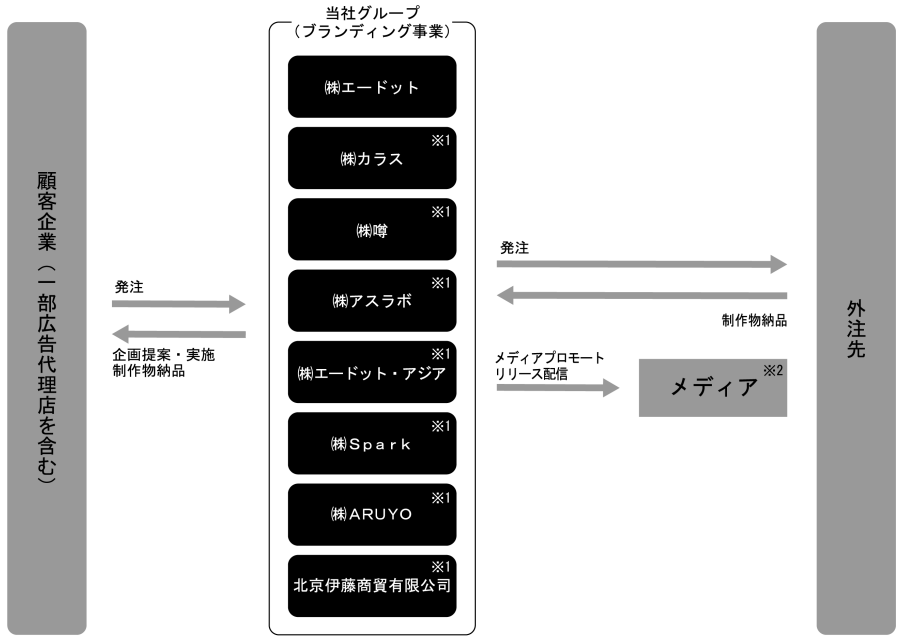 顧客企業（一部広告代理店を含む）
発注
企画提案・実施
制作物納品
当社グループ
（ブランディング事業）
㈱エードット
※1
㈱カラス
※1
㈱噂
※1
㈱アスラボ
※1
㈱エードット・アジア
※1
㈱Ｓｐａｒｋ
※1
㈱ＡＲＵＹＯ
※1
北京伊藤商貿有限公司
発注
制作物納品
メディアプロモート
リリース配信
メディア※2
外注先